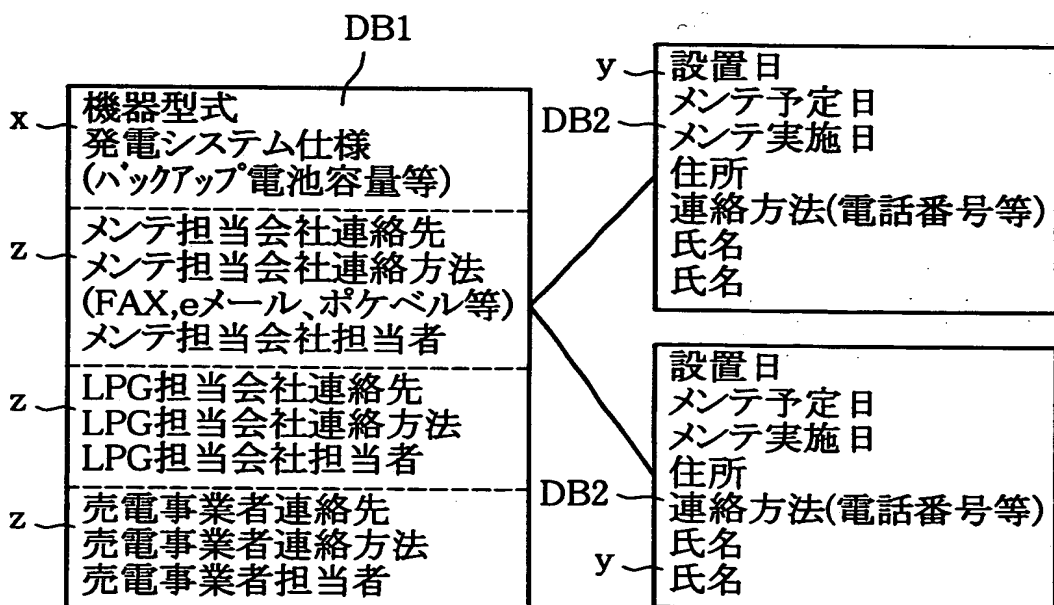 DB1
x
機器型式
発電システム仕様
(バックアップ電池容量等)
z
メンテ担当会社連絡先
メンテ担当会社連絡方法
(FAX,eメール、ポケベル等)
メンテ担当会社担当者
z
LPG担当会社連絡先
LPG担当会社連絡方法
LPG担当会社担当者
z
売電事業者連絡先
売電事業者連絡方法
売電事業者担当者
y
設置日
メンテ予定日
DB2
メンテ実施日
住所
連絡方法(電話番号等)
氏名
氏名
設置日
メンテ予定日
メンテ実施日
住所
DB2
連絡方法(電話番号等)
氏名
y
氏名